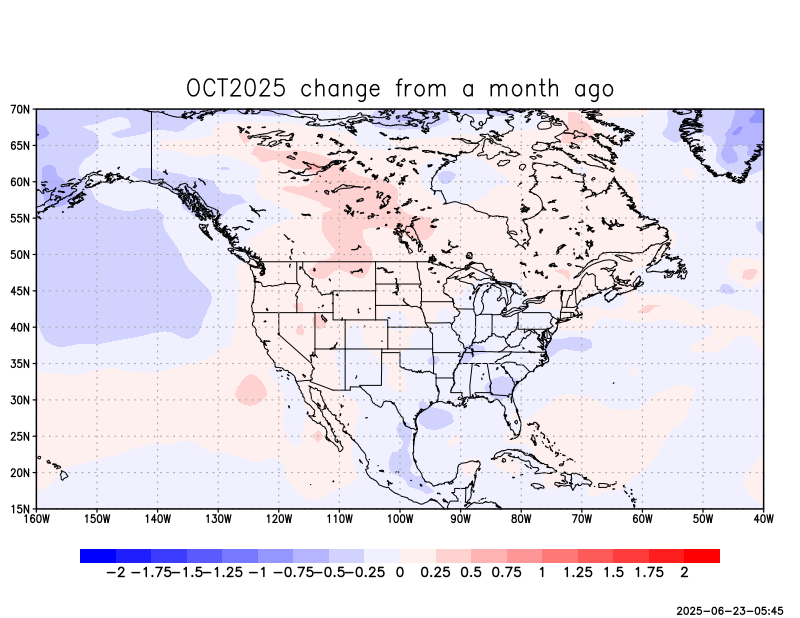 OCT2025 change from a month ago
70N
65N
60N
55N
50N
45N
40N
35N
30N
25N
20N
15N
160W 150W 140W 130W 120W 110W 100W 90W 80W 70W 60W 50W 40W
−2 −1.75 −1.5 −1.25 −1 −0.75 −0.5 −0.25 0 0.25 0.5 0.75 1 1.25 1.5 1.75 2
2025−06−23−05:45